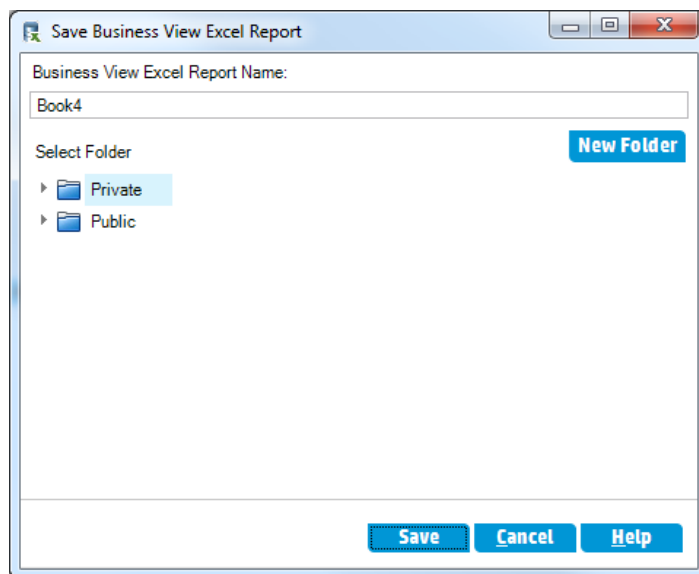 Save Business View Excel Report
Business View Excel Report Name:
Book4
Select Folder
New Folder
Private
Public
Save Cancel Help